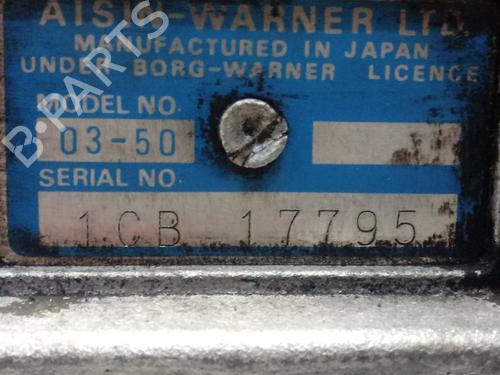 AISIN-WARNER LTD.
MANUFACTURED IN JAPAN
UNDER BORG-WARNER LICENCE
MODEL NO.
03-50
SERIAL NO.
1CB 17795
B-PARTS